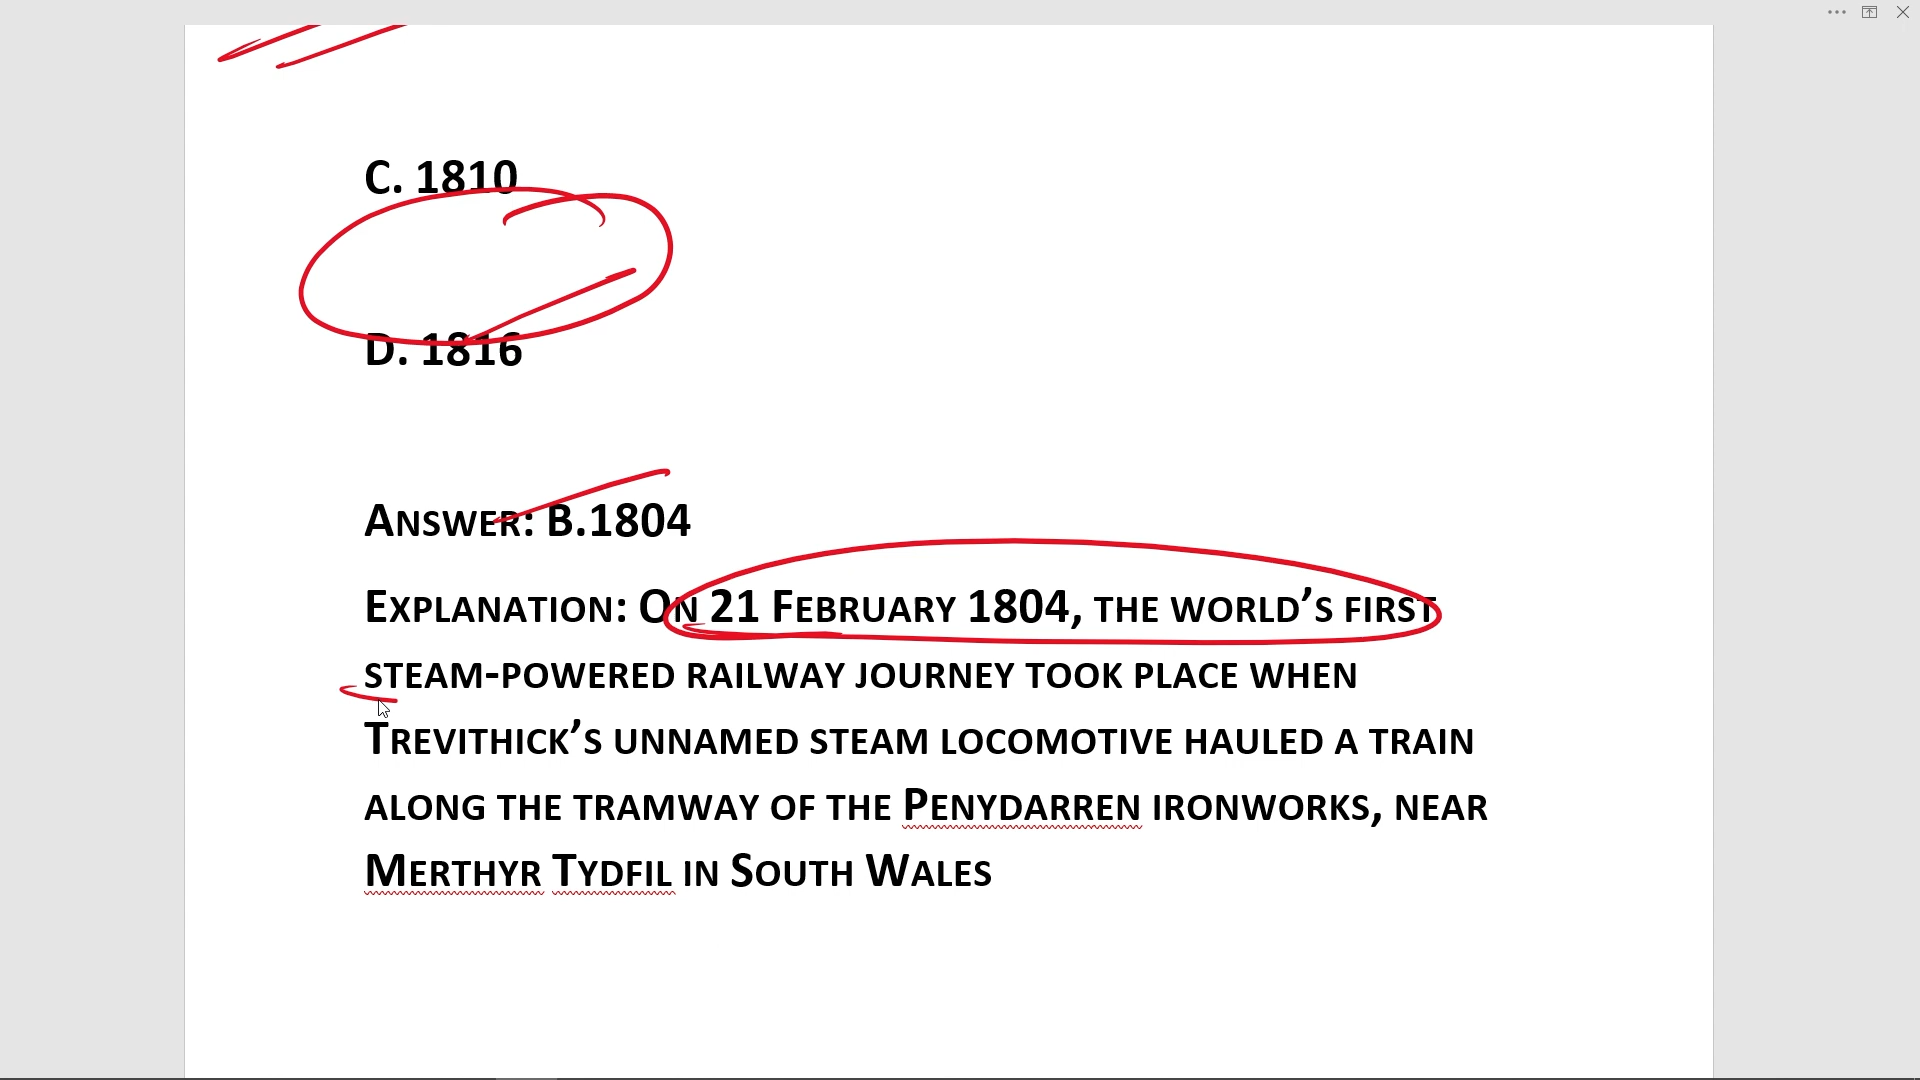 C. 1810
D. 1816
Answer: B.1804
Explanation: On 21 February 1804, the world’s first
steam-powered railway journey took place when
Trevithick’s unnamed steam locomotive hauled a train
along the tramway of the Penydarren ironworks, near
Merthyr Tydfil in South Wales